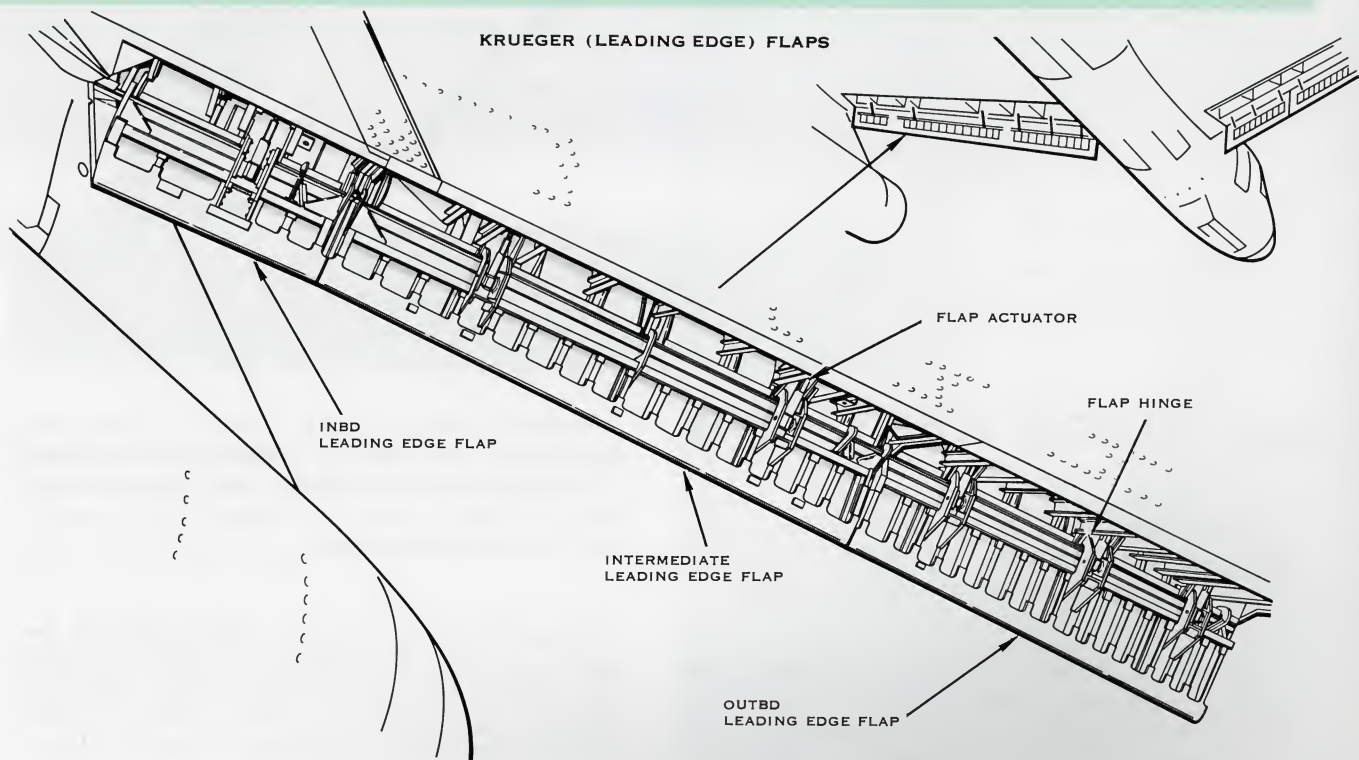 KRUEGER (LEADING EDGE) FLAPS
FLAP ACTUATOR
FLAP HINGE
INBD
LEADING EDGE FLAP
INTERMEDIATE
LEADING EDGE FLAP
OUTBD
LEADING EDGE FLAP